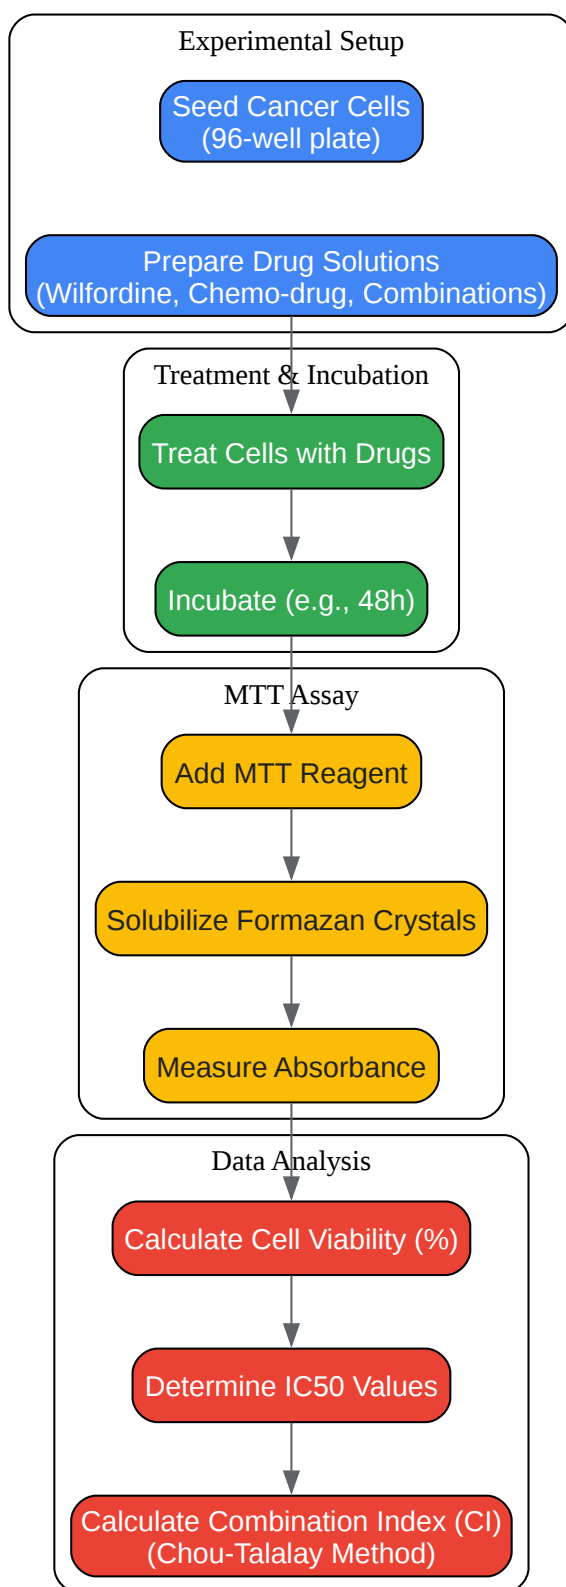 Experimental Setup
Seed Cancer Cells
(96-well plate)
Prepare Drug Solutions
(Wilfordine, Chemo-drug, Combinations)
Treatment & Incubation
Treat Cells with Drugs
Incubate (e.g., 48h)
MTT Assay
Add MTT Reagent
Solubilize Formazan Crystals
Measure Absorbance
Data Analysis
Calculate Cell Viability (%)
Determine IC50 Values
Calculate Combination Index (CI)
(Chou-Talalay Method)